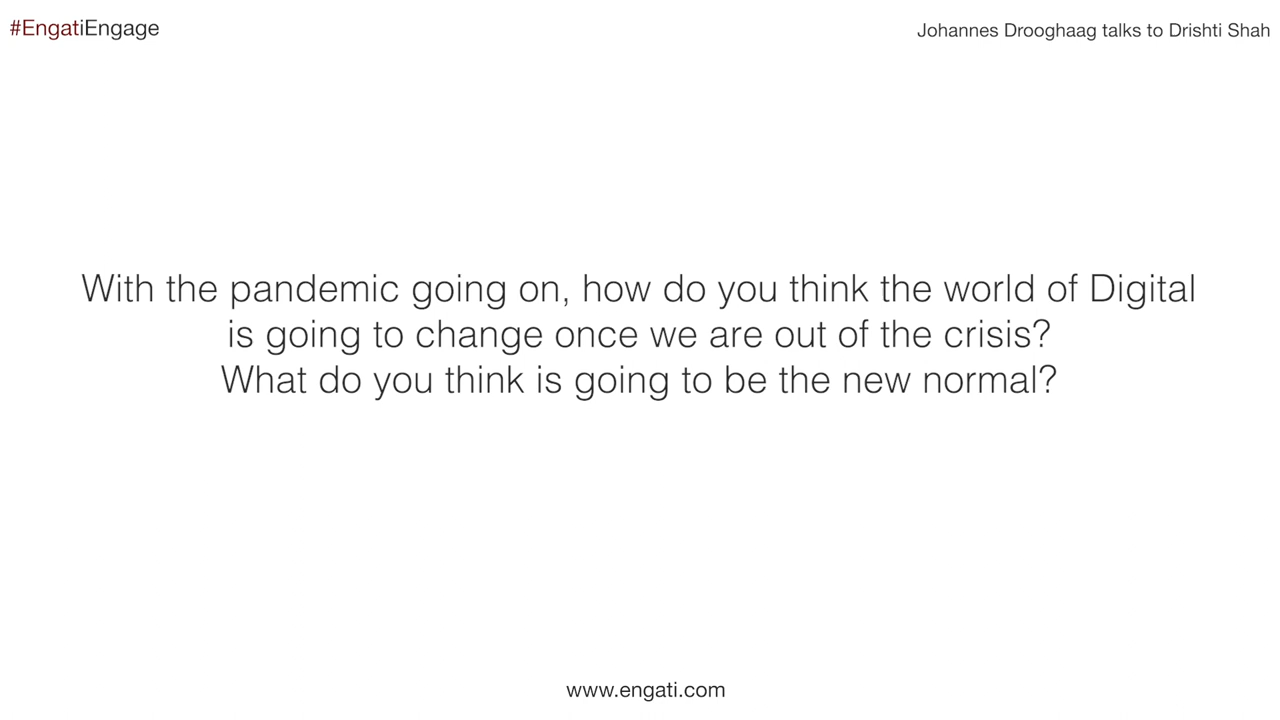 #EngatiEngage
Johannes Drooghaag talks to Drishti Shah
With the pandemic going on, how do you think the world of Digital
is going to change once we are out of the crisis?
What do you think is going to be the new normal?
www.engati.com